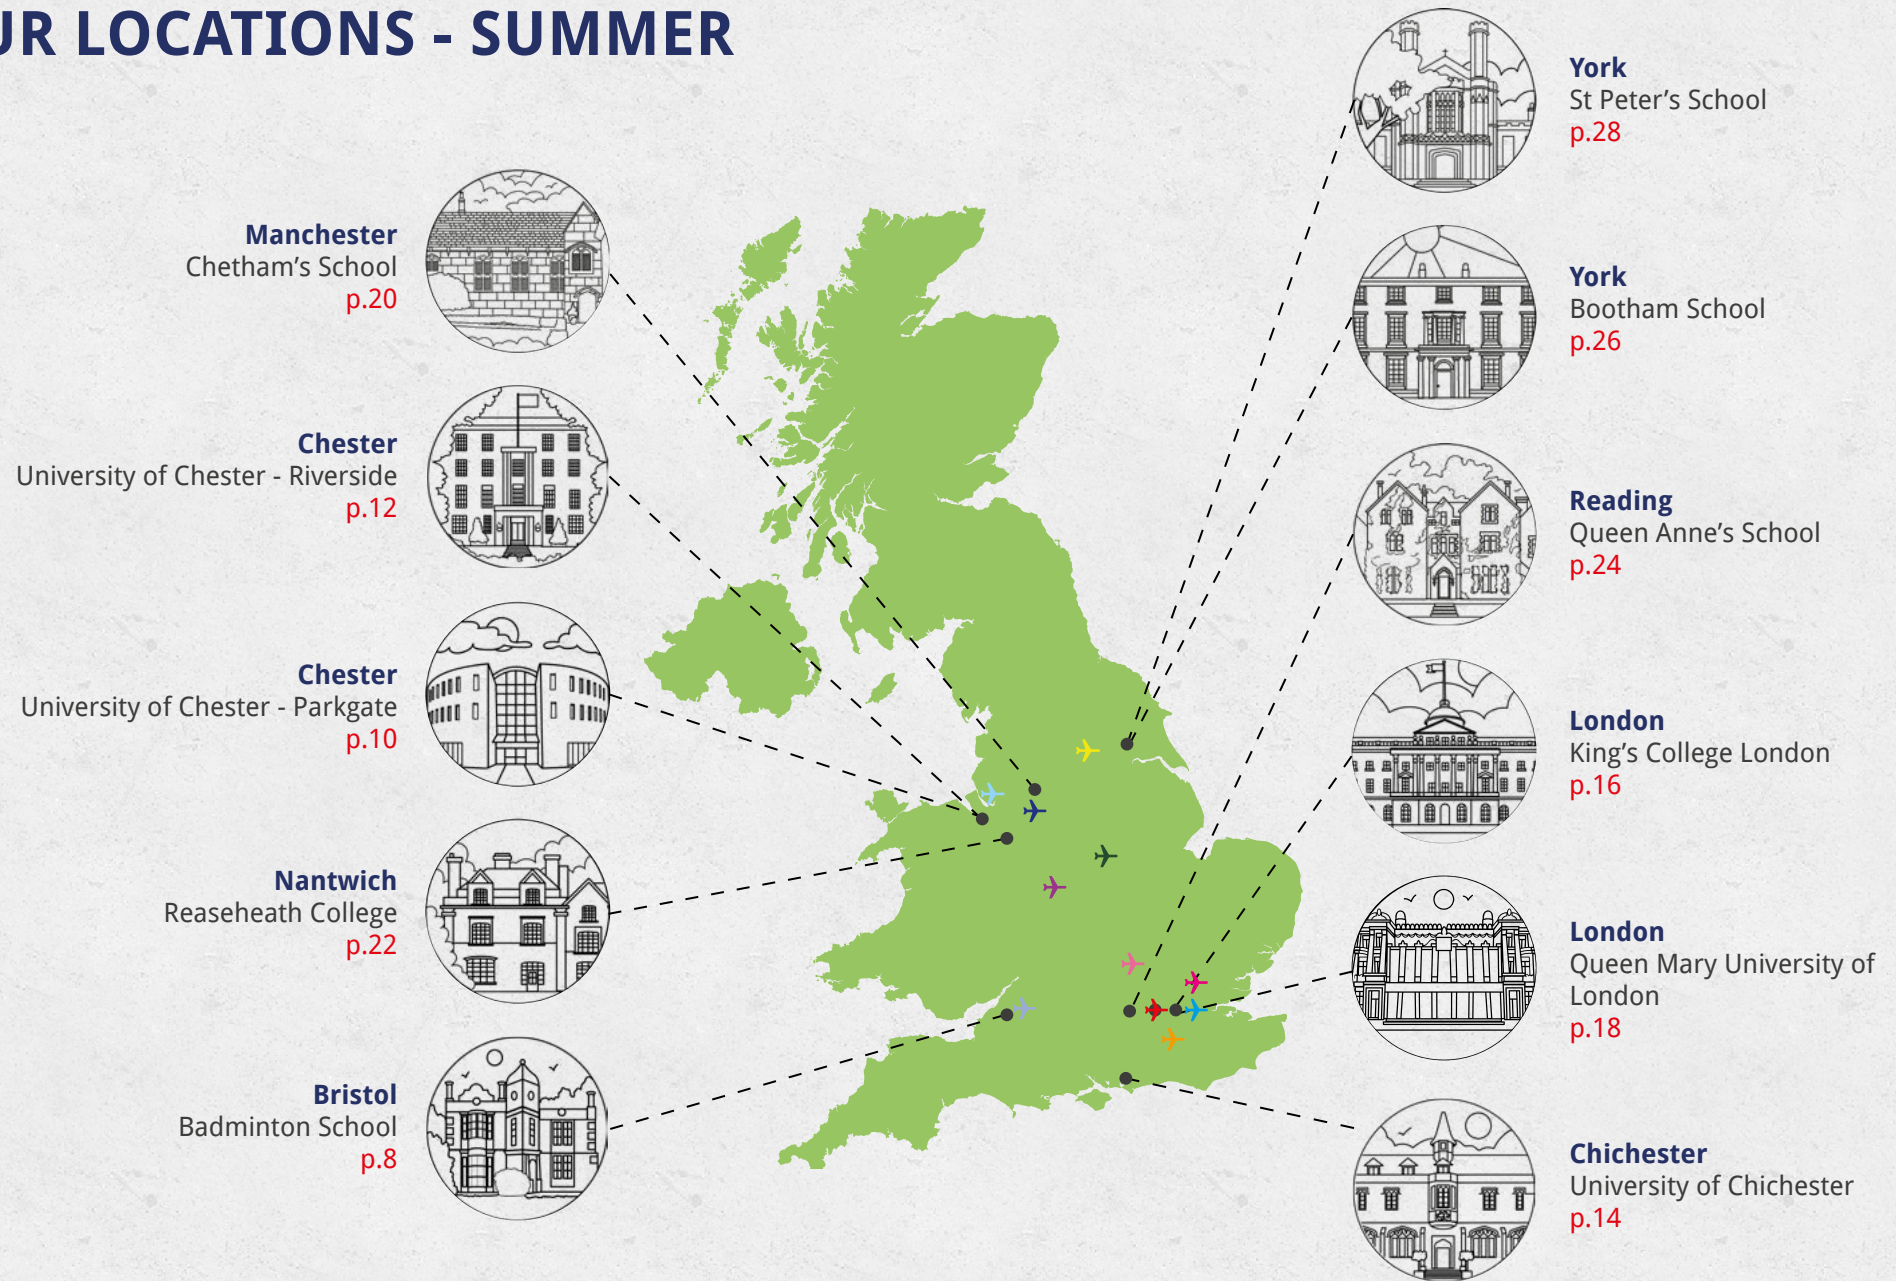 UR LOCATIONS - SUMMER
Manchester
Chetham's School
p.20
Chester
University of Chester - Riverside
p.12
Chester
University of Chester - Parkgate
p.10
Nantwich
Reaseheath College
p.22
Bristol
Badminton School
p.8
York
St Peter's School
p.28
York
Bootham School
p.26
Reading
Queen Anne's School
p.24
London
King's College London
p.16
London
Queen Mary University of
London
p.18
Chichester
University of Chichester
p.14